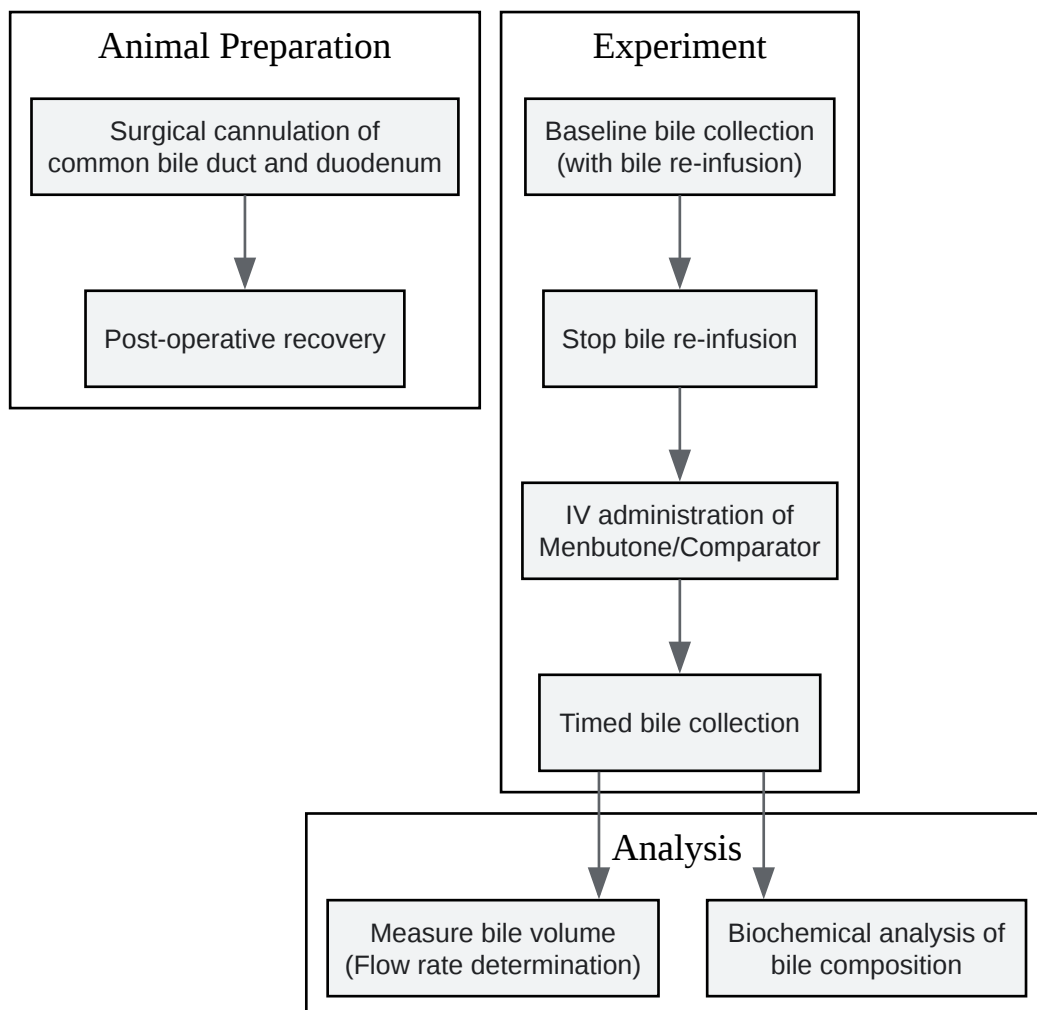 Animal Preparation
Surgical cannulation of
common bile duct and duodenum
Post-operative recovery
Experiment
Baseline bile collection
(with bile re-infusion)
Stop bile re-infusion
IV administration of
Menbutone/Comparator
Timed bile collection
Analysis
Measure bile volume
(Flow rate determination)
Biochemical analysis of
bile composition